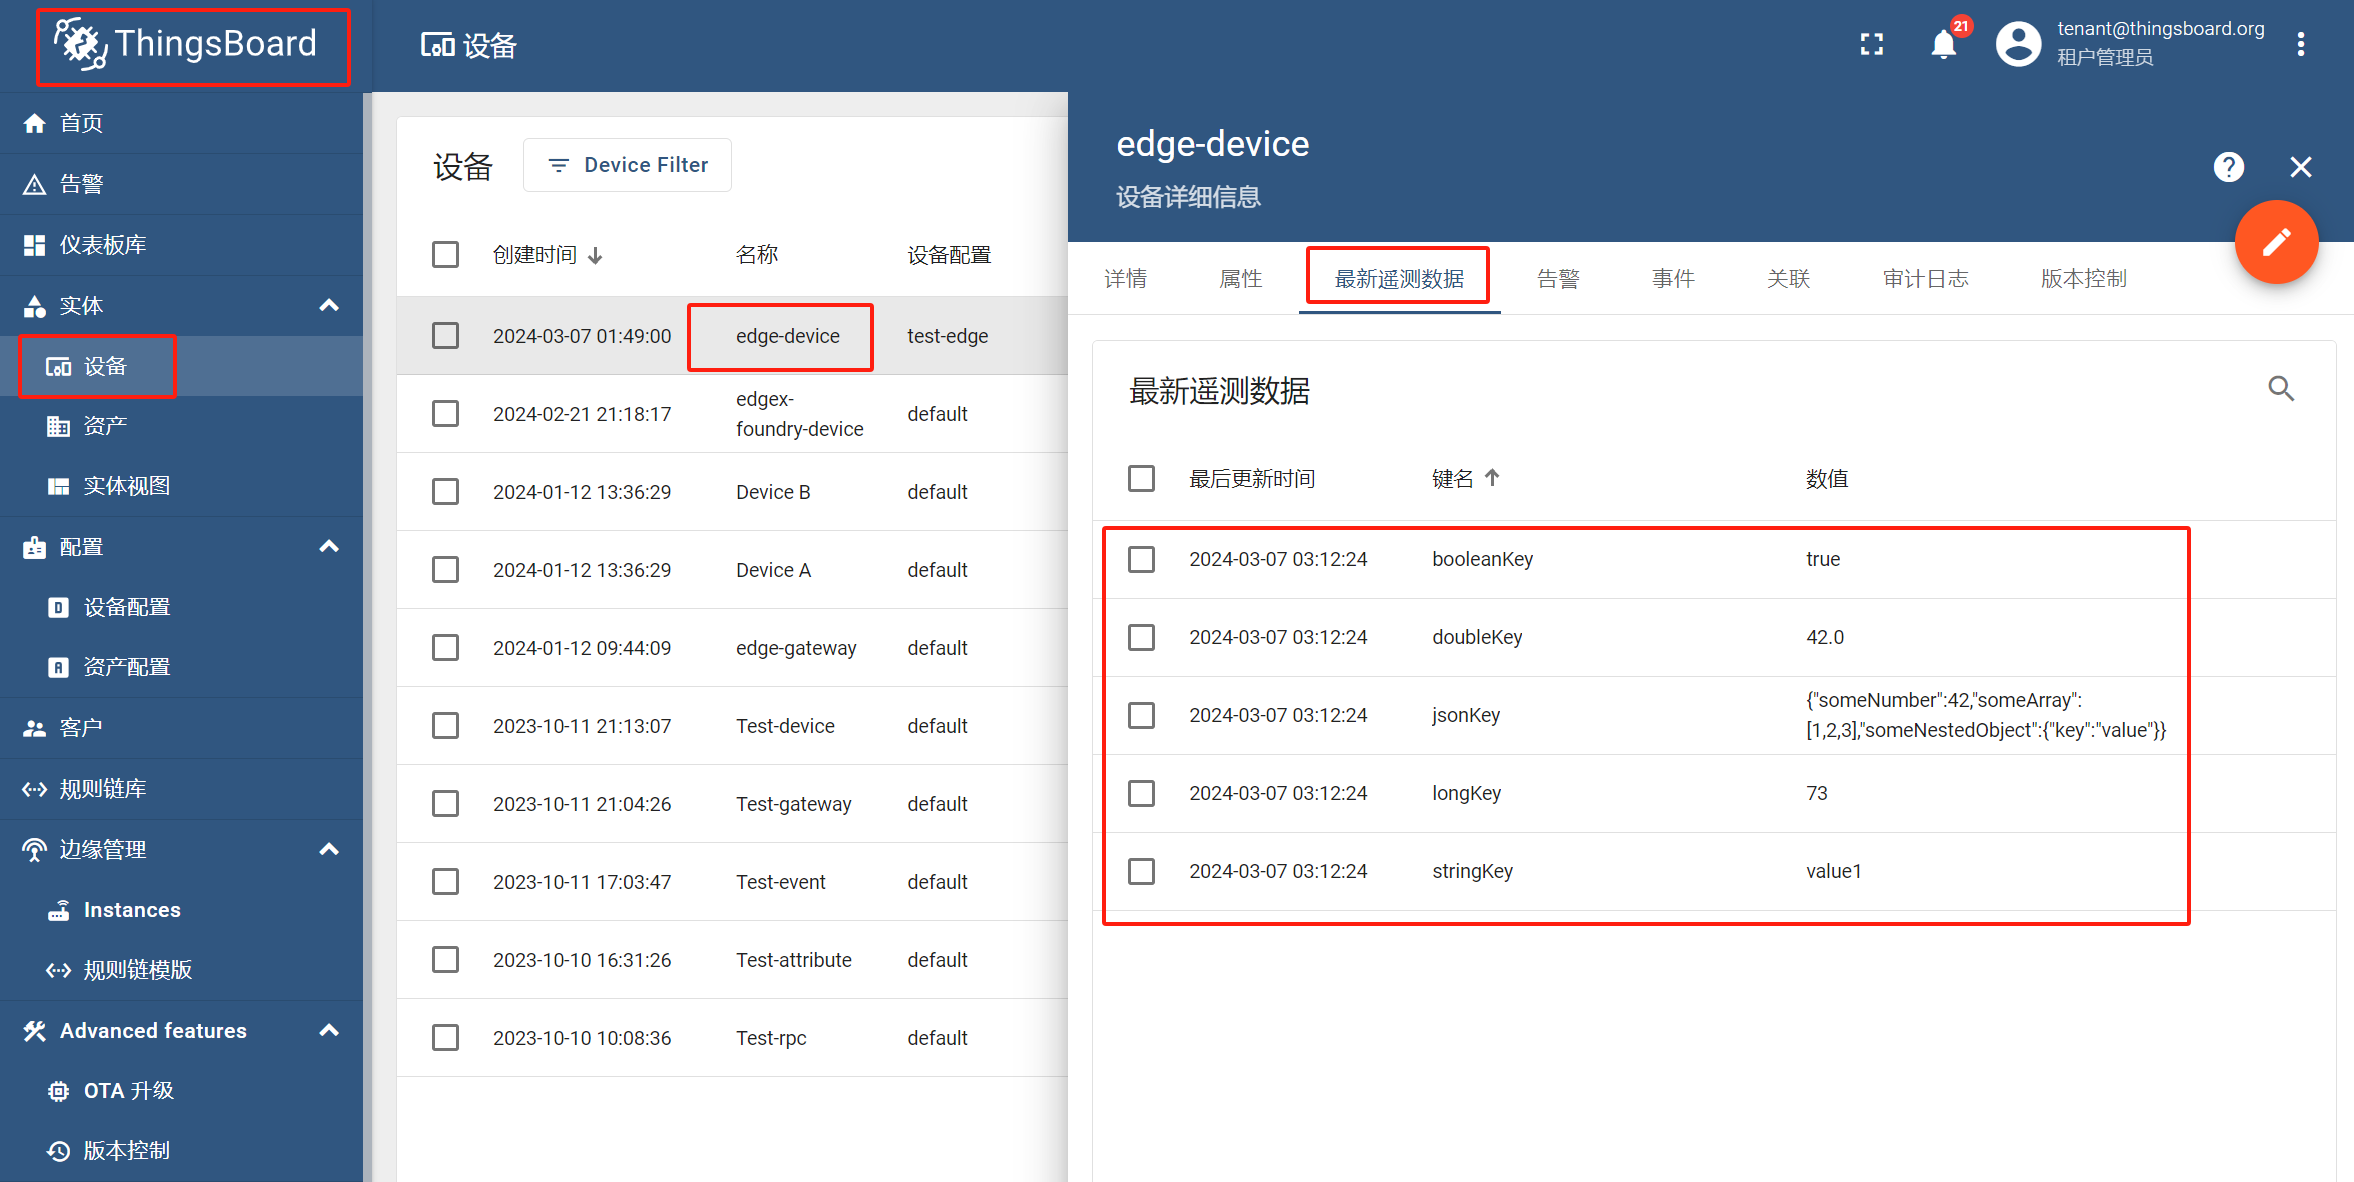 ThingsBoard
设备
21
tenant@thingsboard.org
租户管理员
首页
告警
仪表板库
实体
设备
资产
实体视图
配置
设备配置
资产配置
客户
规则链库
边缘管理
Instances
规则链模版
Advanced features
OTA 升级
版本控制
设备
Device Filter
创建时间 名称 设备配置
2024-03-07 01:49:00 edge-device test-edge
2024-02-21 21:18:17 edgex-
foundry-device default
2024-01-12 13:36:29 Device B default
2024-01-12 13:36:29 Device A default
2024-01-12 09:44:09 edge-gateway default
2023-10-11 21:13:07 Test-device default
2023-10-11 21:04:26 Test-gateway default
2023-10-11 17:03:47 Test-event default
2023-10-10 16:31:26 Test-attribute default
2023-10-10 10:08:36 Test-rpc default
edge-device
设备详细信息
详情 属性 最新遥测数据 告警 事件 关联 审计日志 版本控制
最新遥测数据
最后更新时间 键名 数值
2024-03-07 03:12:24 booleanKey true
2024-03-07 03:12:24 doubleKey 42.0
2024-03-07 03:12:24 jsonKey {"someNumber":42,"someArray":
[1,2,3],"someNestedObject":{"key":"value"}}
2024-03-07 03:12:24 longKey 73
2024-03-07 03:12:24 stringKey value1